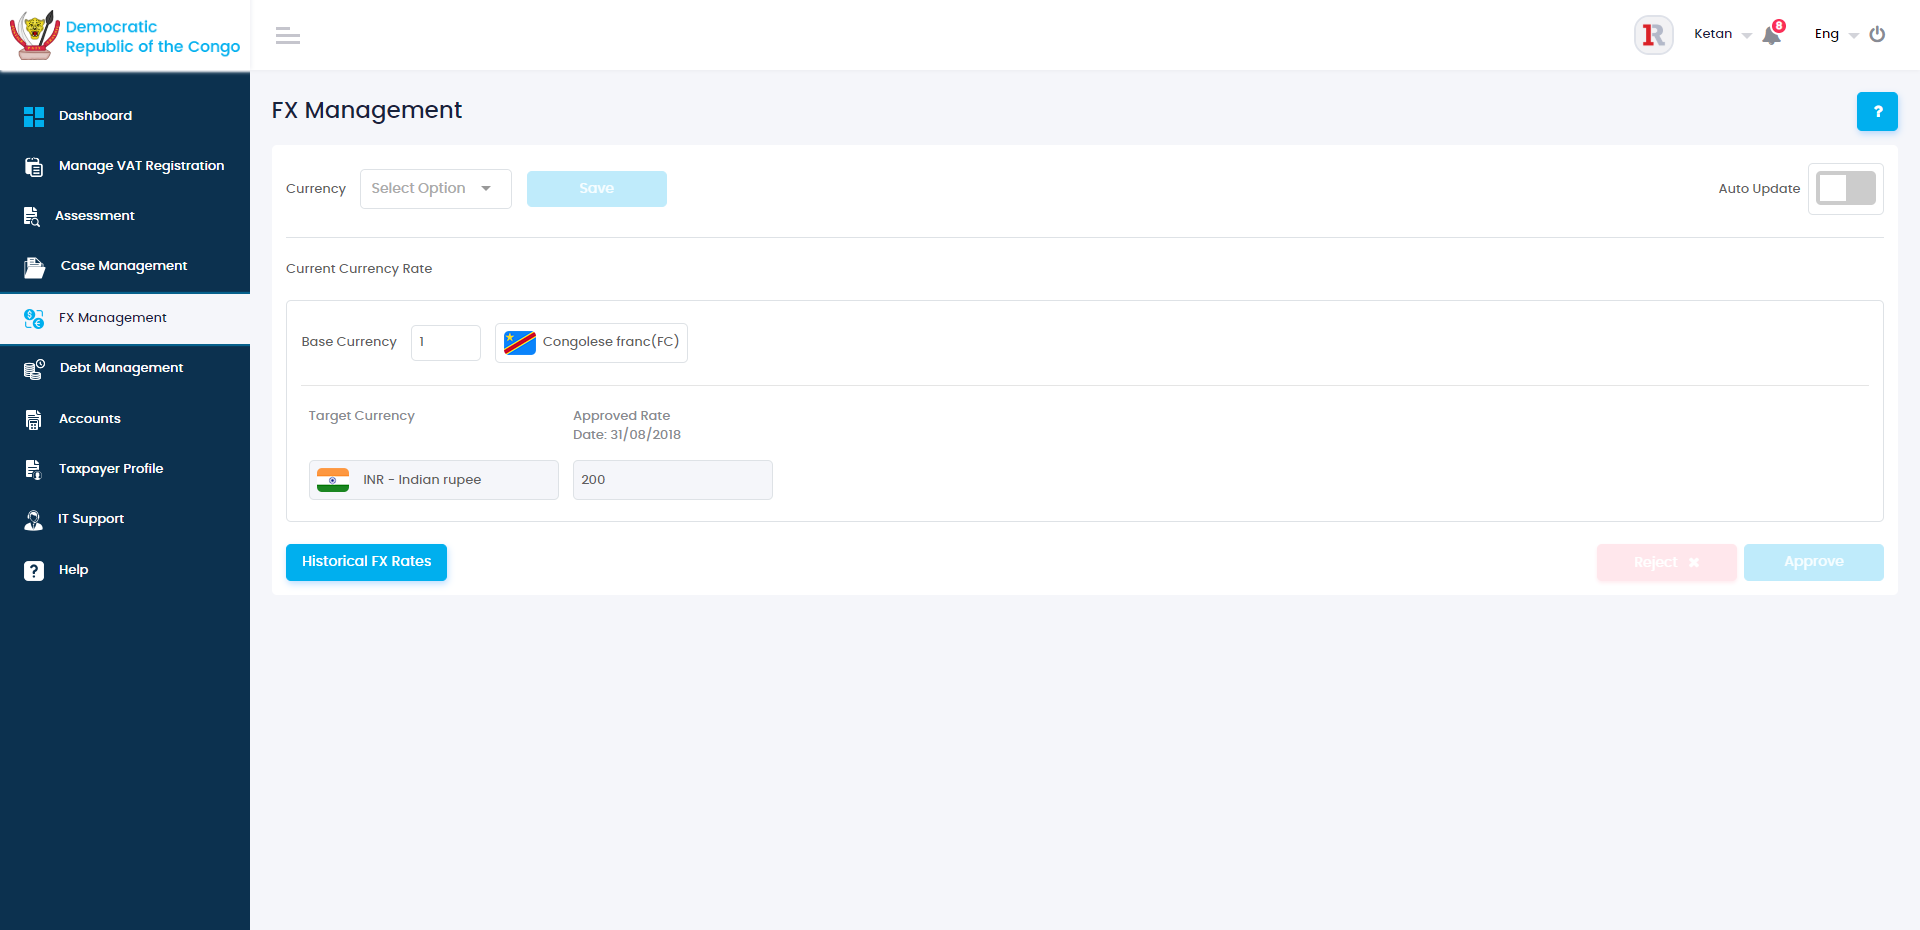 Democratic
Republic of the Congo
Ketan
8
Eng
Dashboard
Manage VAT Registration
Assessment
Case Management
FX Management
Debt Management
Accounts
Taxpayer Profile
IT Support
Help
FX Management
?
Currency
Select Option
Save
Auto Update
Current Currency Rate
Base Currency
1
Congolese franc(FC)
Target Currency
Approved Rate
Date: 31/08/2018
INR - Indian rupee
200
Historical FX Rates
Reject
Approve